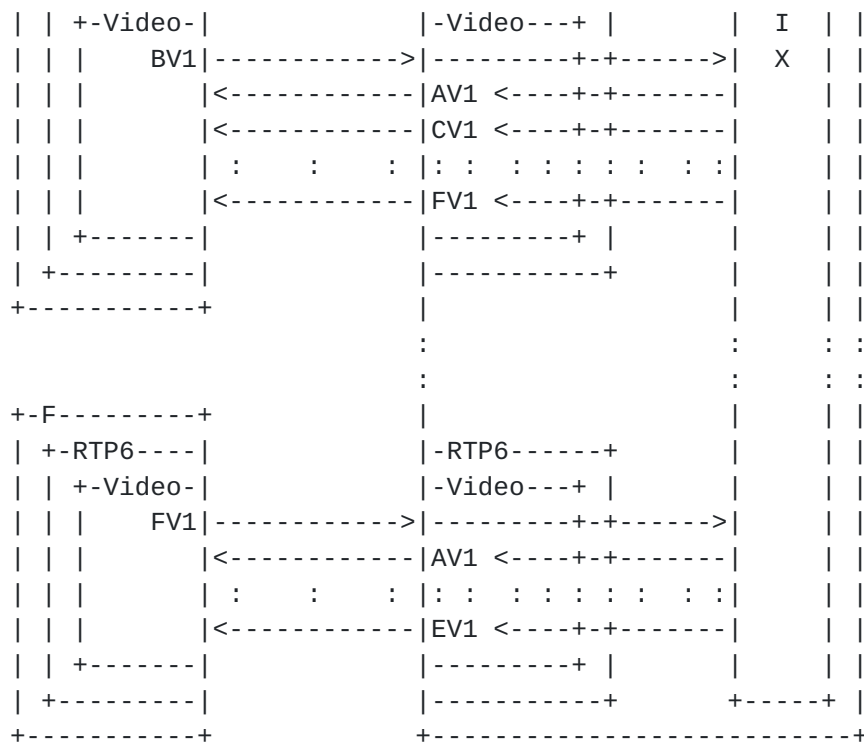 | | +-Video-|            |-Video---+ |       |  I  | |
| | |    BV1|------------>|---------+-+------>|  X  | |
| | |       |<------------|AV1 <----+-+-------|     | |
| | |       |<------------|CV1 <----+-+-------|     | |
| | |       | :    :    : |: :  : : : : :  : :|     | |
| | |       |<------------|FV1 <----+-+-------|     | |
| | +-------|             |---------+ |       |     | |
| +---------|             |-----------+       |     | |
+-----------+             |                   |     | |
                          :                   :     : :
                          :                   :     : :
+-F---------+             |                   |     | |
| +-RTP6----|             |-RTP6------+       |     | |
| | +-Video-|             |-Video---+ |       |     | |
| | |    FV1|------------>|---------+-+------>|     | |
| | |       |<------------|AV1 <----+-+-------|     | |
| | |       | :    :    : |: :  : : : : :  : :|     | |
| | |       |<------------|EV1 <----+-+-------|     | |
| | +-------|             |---------+ |       |     | |
| +---------|             |-----------+       +-----+ |
+-----------+             +---------------------------+